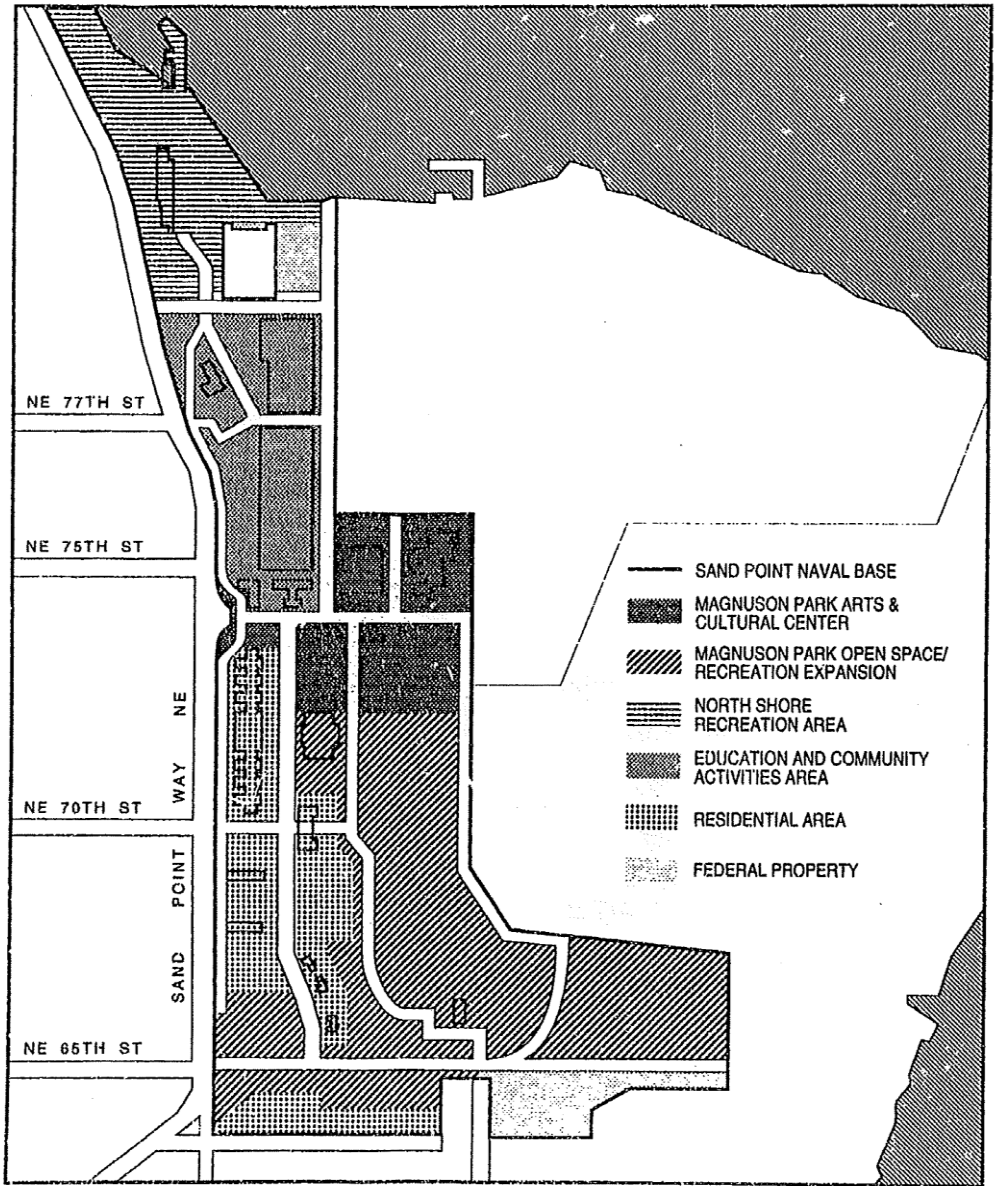 NE 77TH ST
NE 75TH ST
SAND POINT NAVAL BASE
MAGNUSON PARK ARTS &
CULTURAL CENTER
MAGNUSON PARK OPEN SPACE/
RECREATION EXPANSION
NORTH SHORE
RECREATION AREA
EDUCATION AND COMMUNITY
ACTIVITIES AREA
NE 70TH ST
RESIDENTIAL AREA
FEDERAL PROPERTY
SAND POINT WAY NE
NE 65TH ST